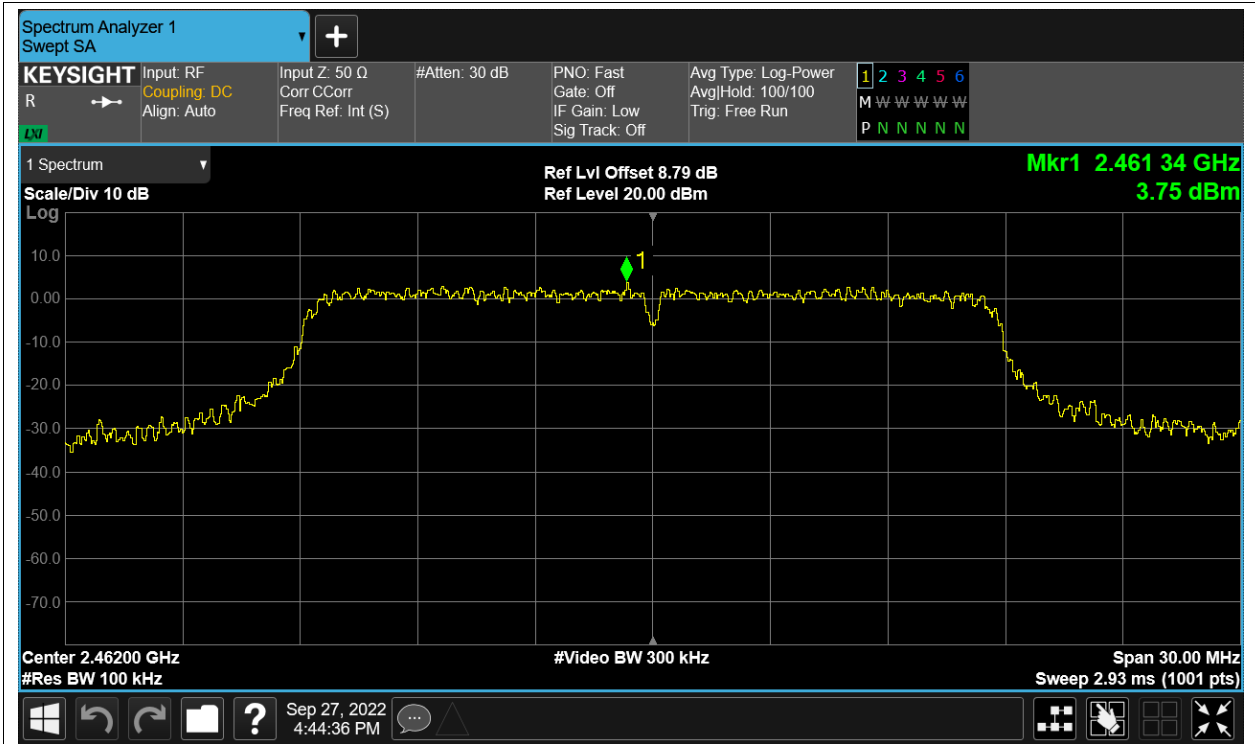 Spectrum Analyzer 1
Swept SA
KEYSIGHT
R
LXI
Input: RF
Coupling: DC
Align: Auto
Input Z: 50 Ω
Corr CCorr
Freq Ref: Int (S)
#Atten: 30 dB
PNO: Fast
Gate: Off
IF Gain: Low
Sig Track: Off
Avg Type: Log-Power
Avg|Hold: 100/100
Trig: Free Run
1 2 3 4 5 6
M W W W W W
P N N N N N
1 Spectrum
Scale/Div 10 dB
Log
Ref Lvl Offset 8.79 dB
Ref Level 20.00 dBm
Mkr1 2.461 34 GHz
3.75 dBm
1
10.0
0.00
-10.0
-20.0
-30.0
-40.0
-50.0
-60.0
-70.0
Center 2.46200 GHz
#Res BW 100 kHz
#Video BW 300 kHz
Span 30.00 MHz
Sweep 2.93 ms (1001 pts)
?
Sep 27, 2022
4:44:36 PM